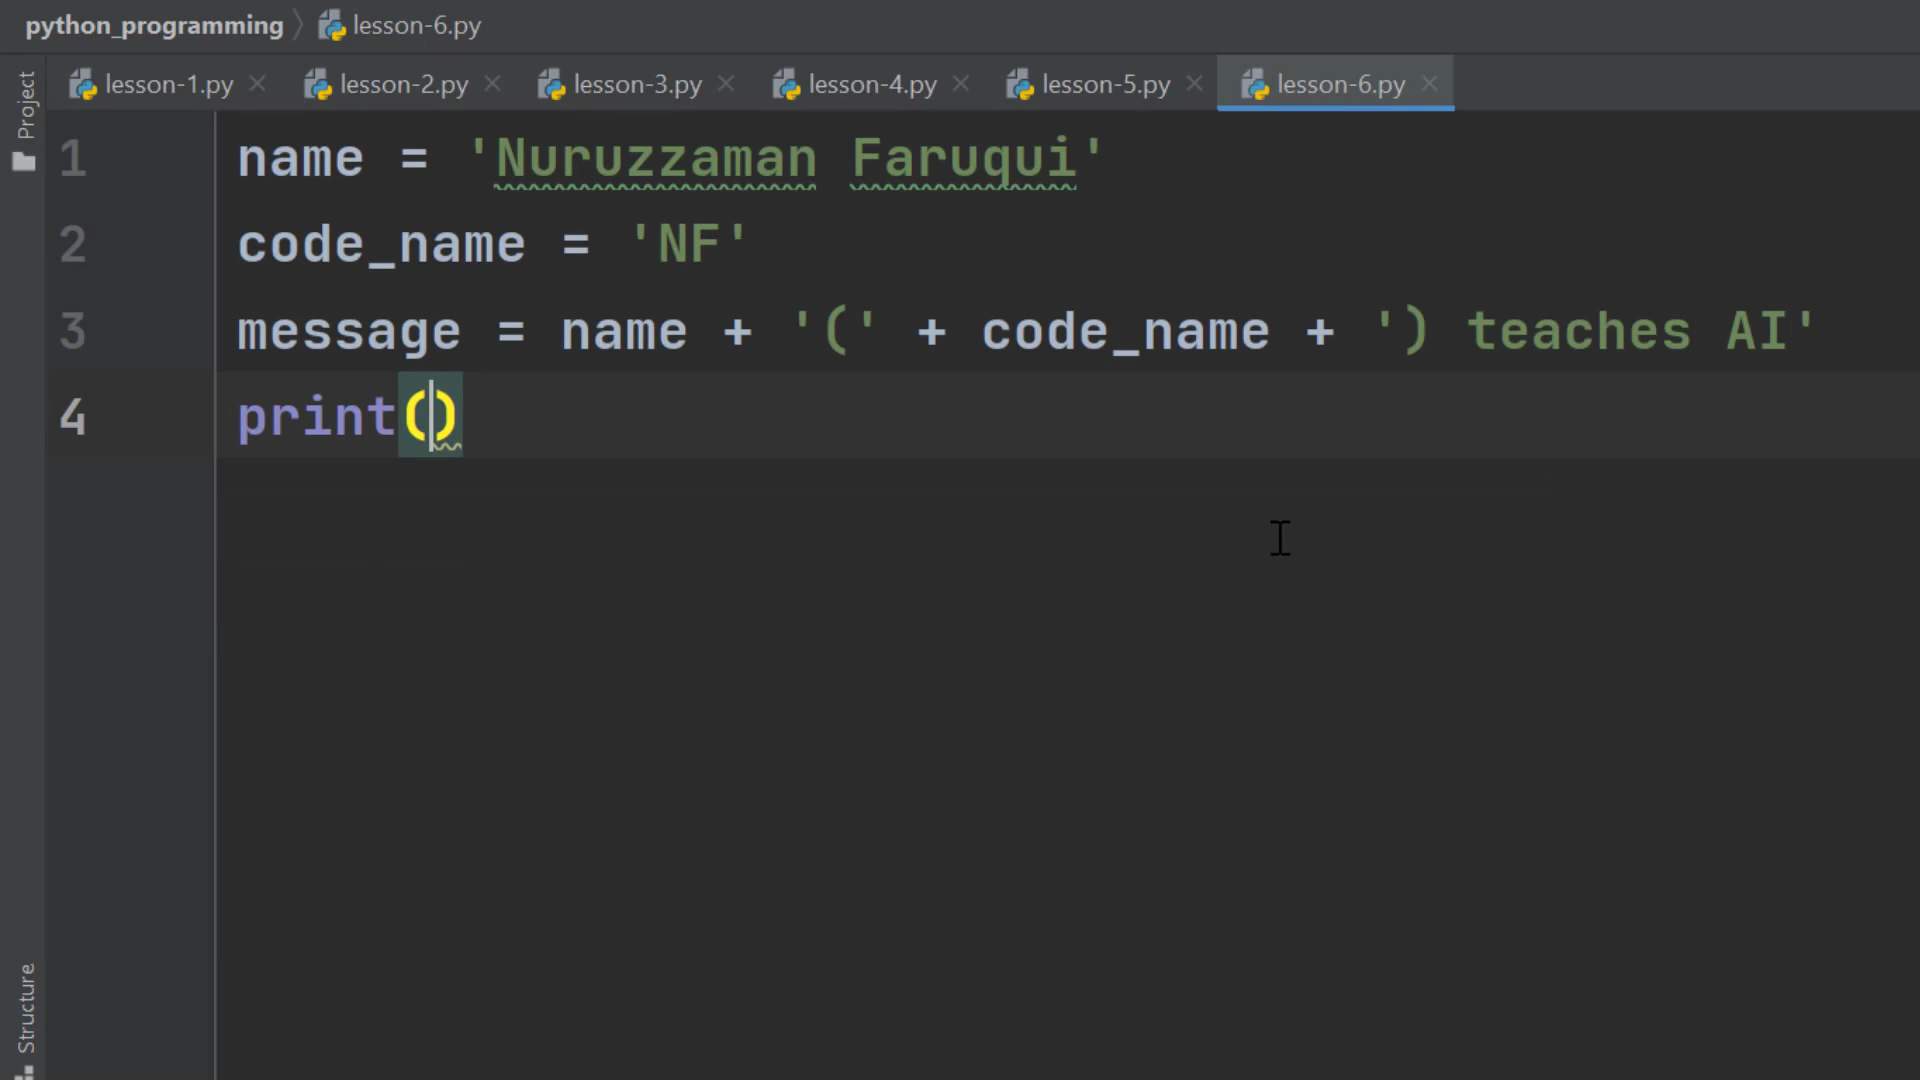 python_programming lesson-6.py
Project
lesson-1.py lesson-2.py lesson-3.py lesson-4.py lesson-5.py lesson-6.py
1 name = 'Nuruzzaman Faruqui'
2 code_name = 'NF'
3 message = name + '(' + code_name + ') teaches AI'
4 print()
Structure